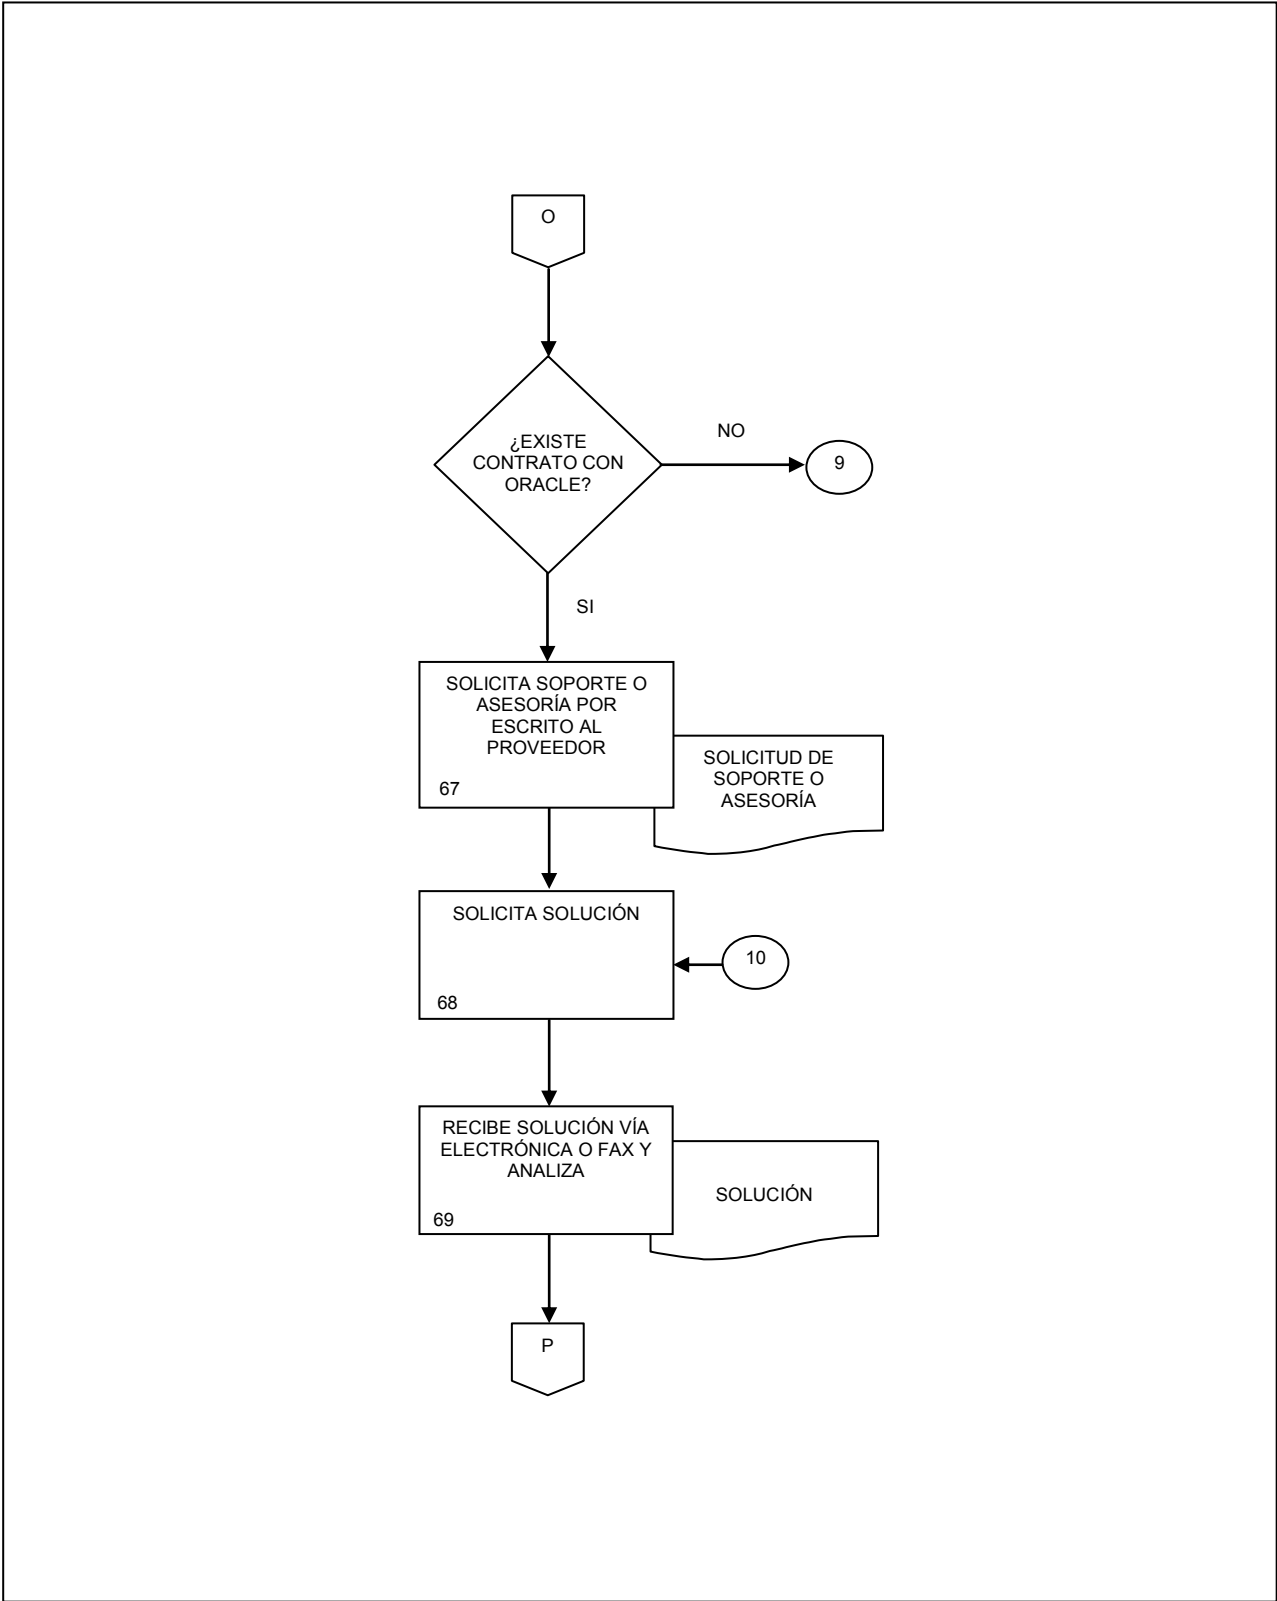 O
¿EXISTE
CONTRATO CON
ORACLE?
NO
9
SI
SOLICITA SOPORTE O
ASESORÍA POR
ESCRITO AL
PROVEEDOR
67
SOLICITUD DE
SOPORTE O
ASESORÍA
SOLICITA SOLUCIÓN
68
10
RECIBE SOLUCIÓN VÍA
ELECTRÓNICA O FAX Y
ANALIZA
69
SOLUCIÓN
P